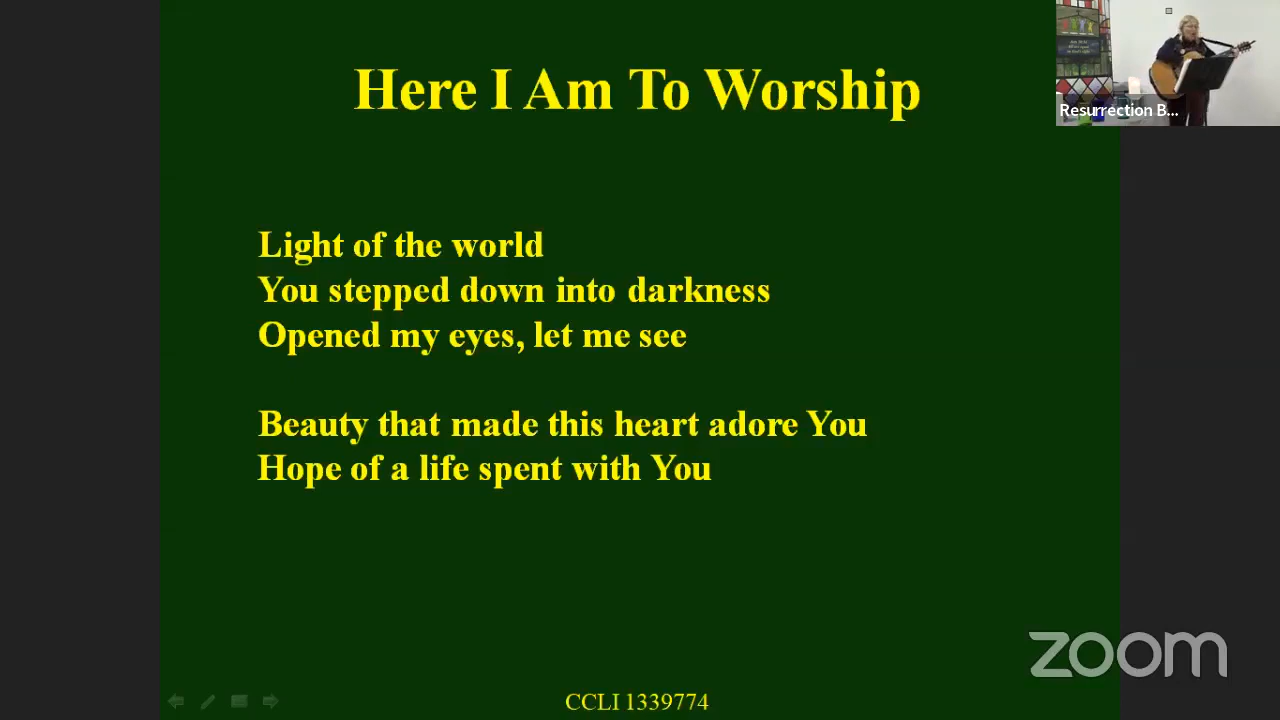 Here I Am To Worship
Resurrection B...
Light of the world
You stepped down into darkness
Opened my eyes, let me see
Beauty that made this heart adore You
Hope of a life spent with You
zoom
CCLI 1339774